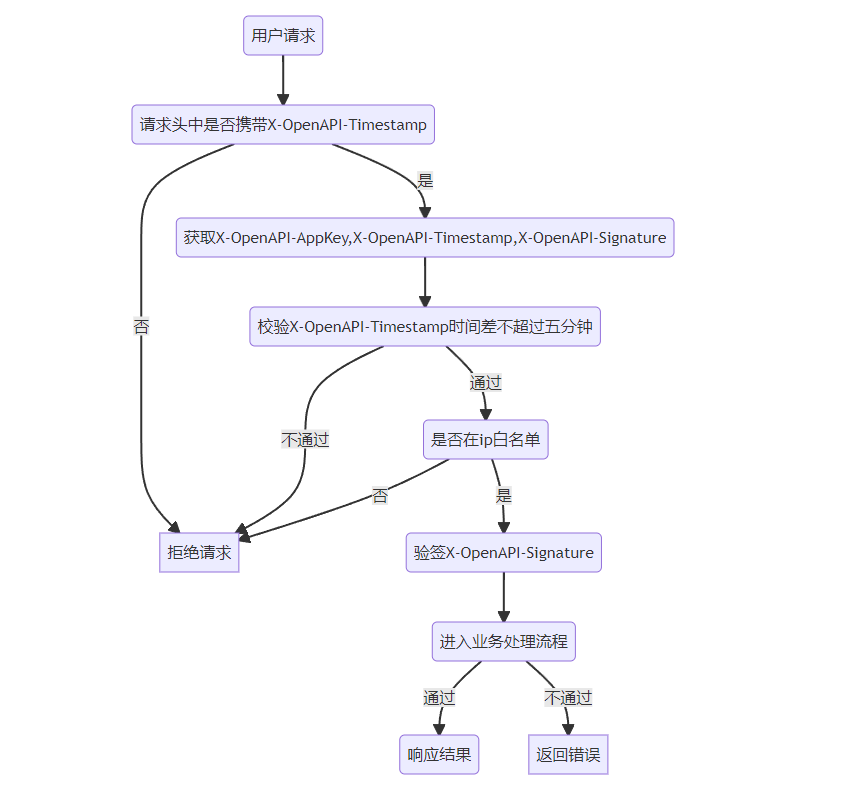 用户请求
请求头中是否携带X-OpenAPI-Timestamp
是
获取X-OpenAPI-AppKey,X-OpenAPI-Timestamp,X-OpenAPI-Signature
否
校验X-OpenAPI-Timestamp时间差不超过五分钟
通过
不通过
是否在ip白名单
否
是
拒绝请求
验签X-OpenAPI-Signature
进入业务处理流程
通过
不通过
响应结果
返回错误